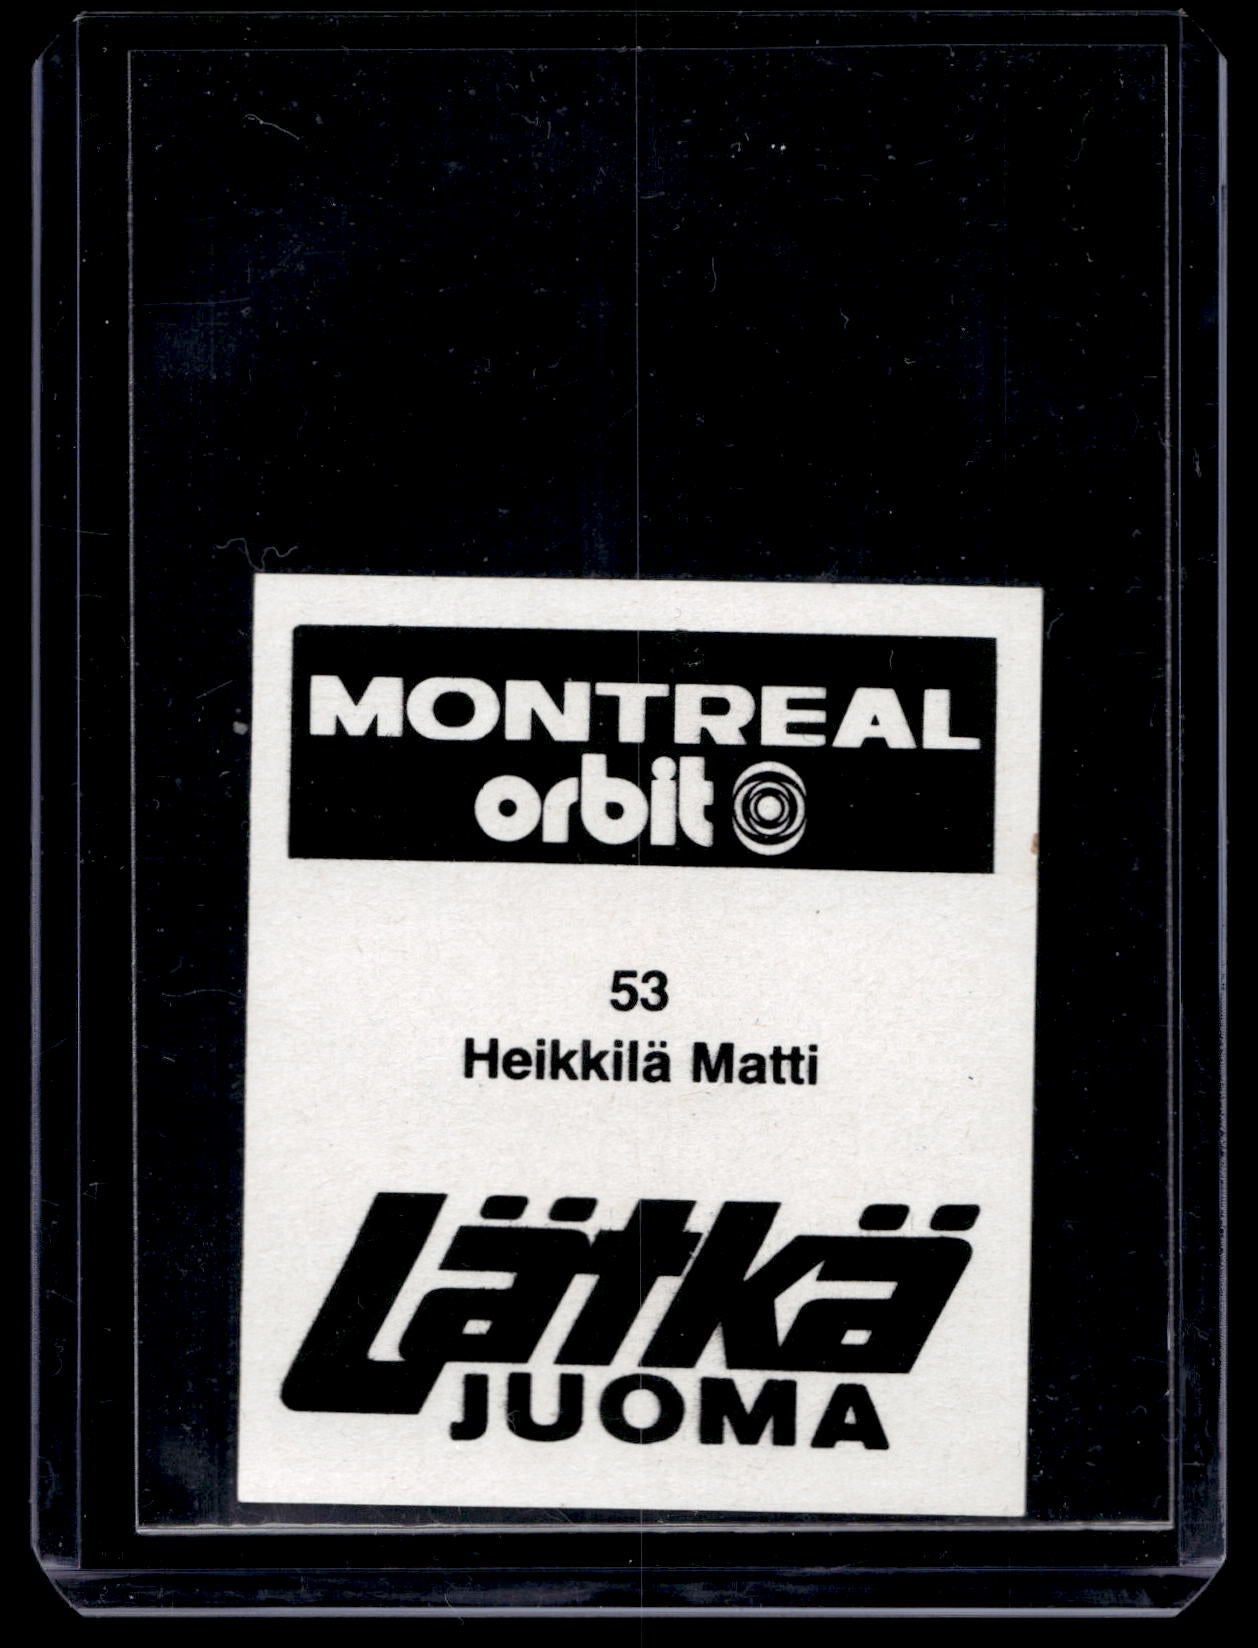 MONTREAL
orbit
53
Heikkilä Matti
Lätkä
JUOMA